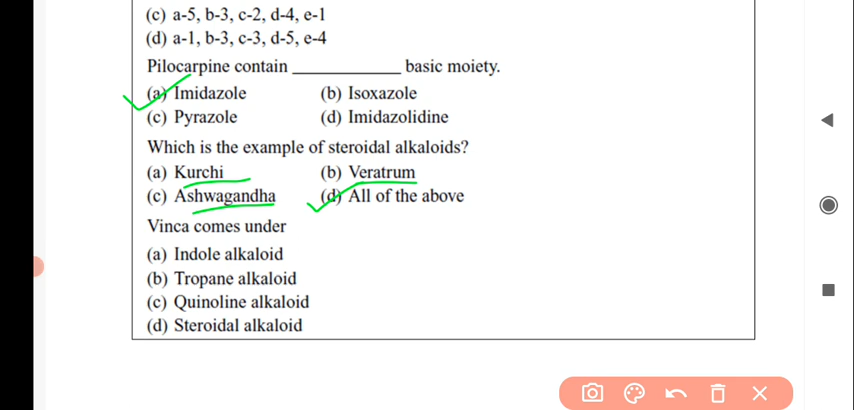 (c) a-5, b-3, c-2, d-4, e-1
(d) a-1, b-3, c-3, d-5, e-4
Pilocarpine contain ___________ basic moiety.
(a) Imidazole (b) Isoxazole
(c) Pyrazole (d) Imidazolidine
Which is the example of steroidal alkaloids?
(a) Kurchi (b) Veratrum
(c) Ashwagandha (d) All of the above
Vinca comes under
(a) Indole alkaloid
(b) Tropane alkaloid
(c) Quinoline alkaloid
(d) Steroidal alkaloid